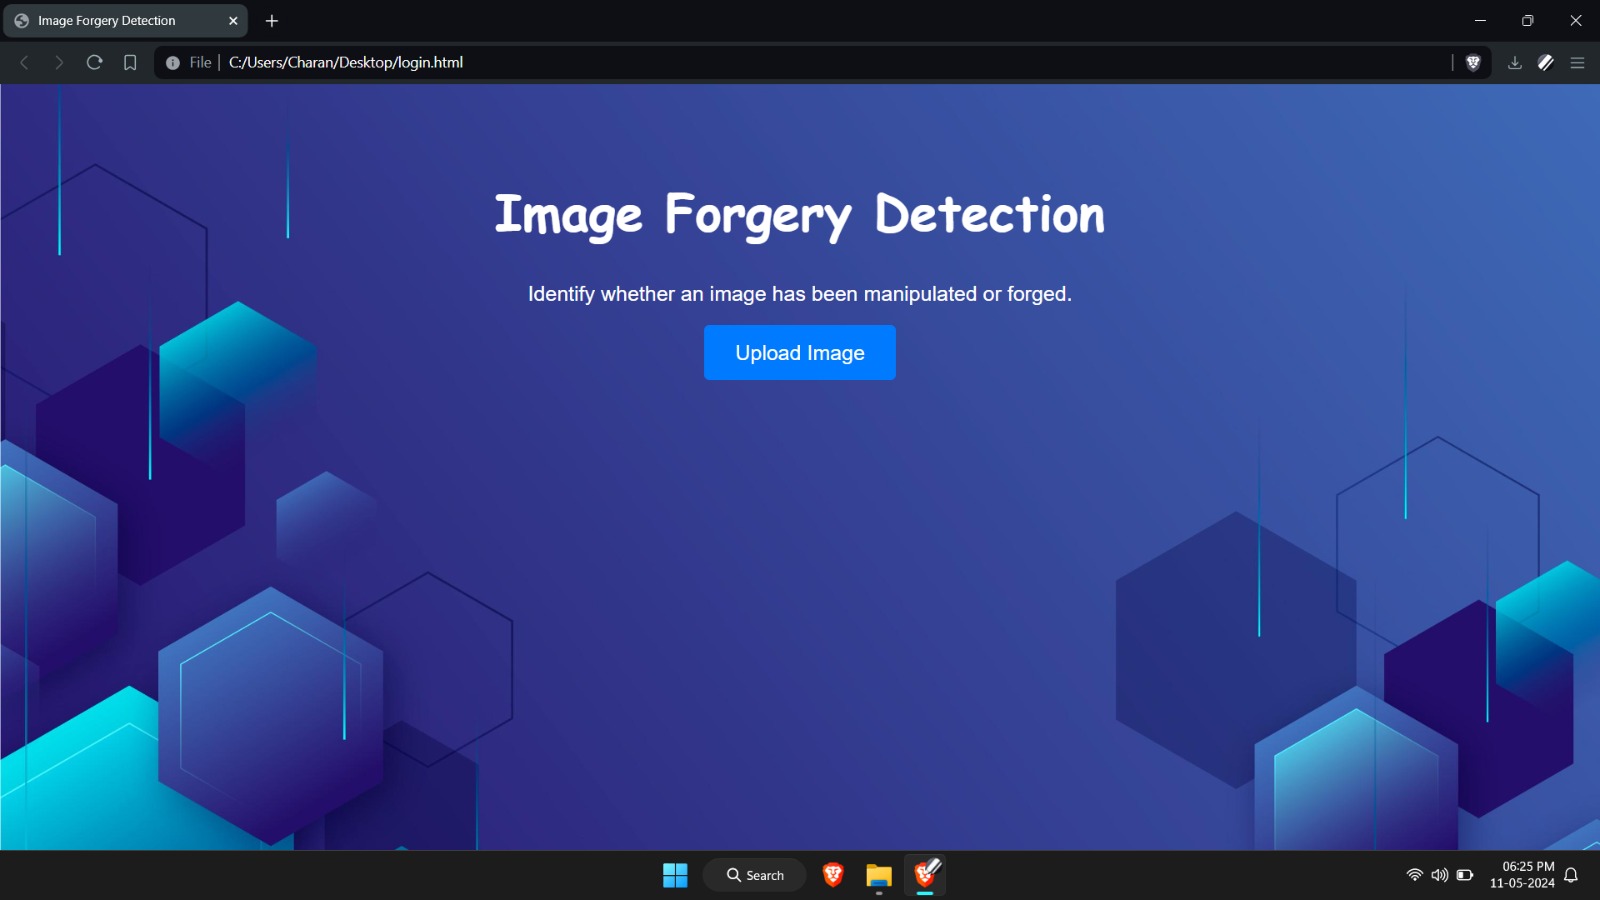 Image Forgery Detection
File
C:/Users/Charan/Desktop/login.html
Image Forgery Detection
Identify whether an image has been manipulated or forged.
Upload Image
Search
06:25 PM
11-05-2024